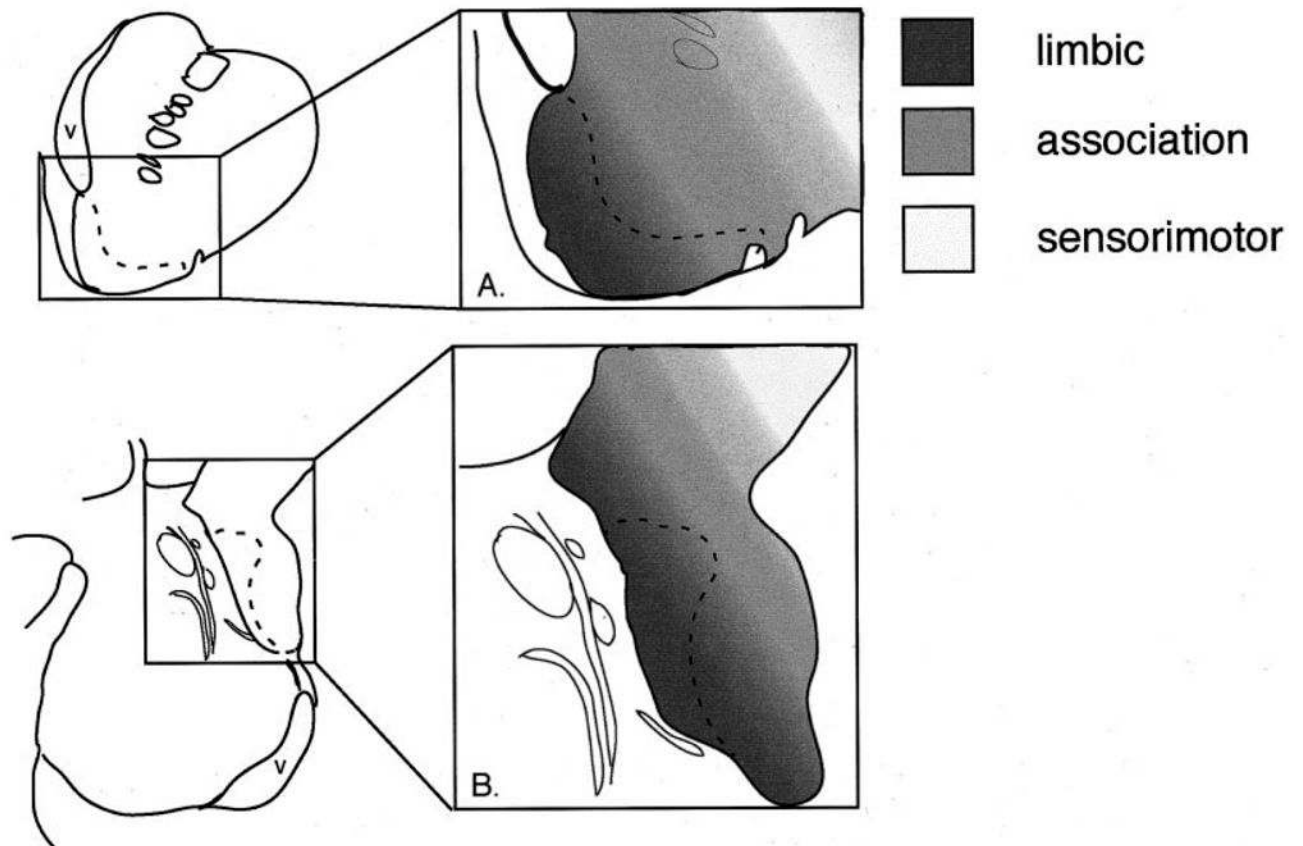 limbic
association
sensorimotor
v
A.
v
B.